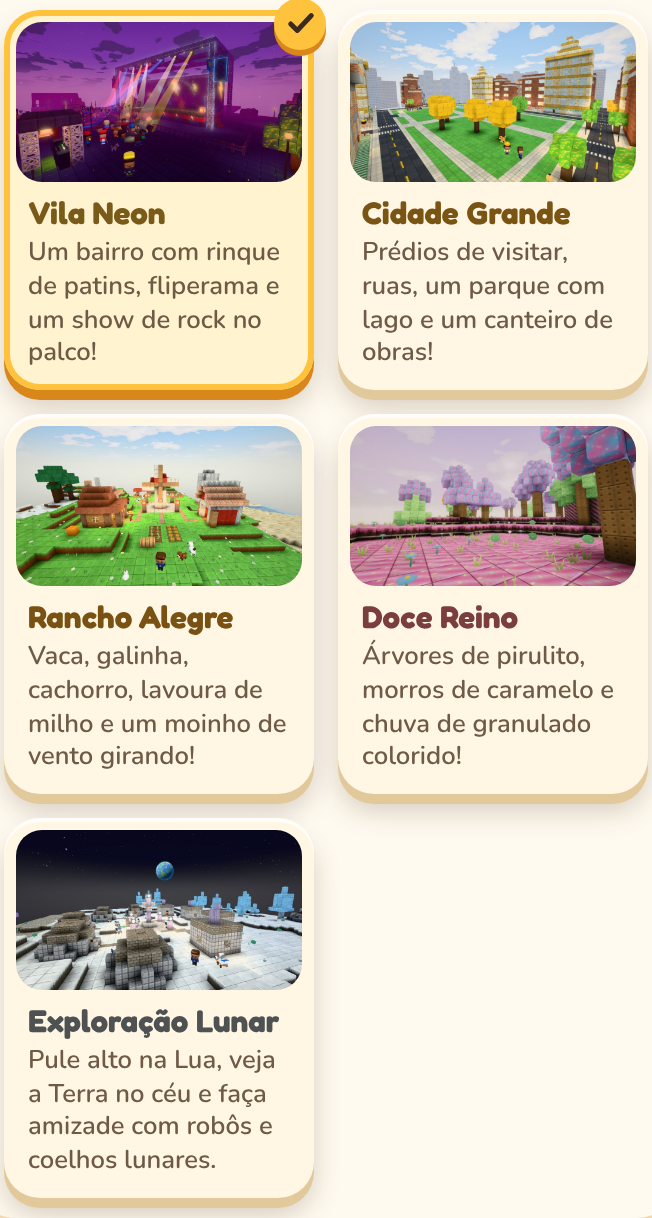 Vila Neon
Um bairro com rinque
de patins, fliperama e
um show de rock no
palco!
Cidade Grande
Prédios de visitar,
ruas, um parque com
lago e um canteiro de
obras!
Rancho Alegre
Vaca, galinha,
cachorro, lavoura de
milho e um moinho de
vento girando!
Doce Reino
Árvores de pirulito,
morros de caramelo e
chuva de granulado
colorido!
Exploração Lunar
Pule alto na Lua, veja
a Terra no céu e faça
amizade com robôs e
coelhos lunares.